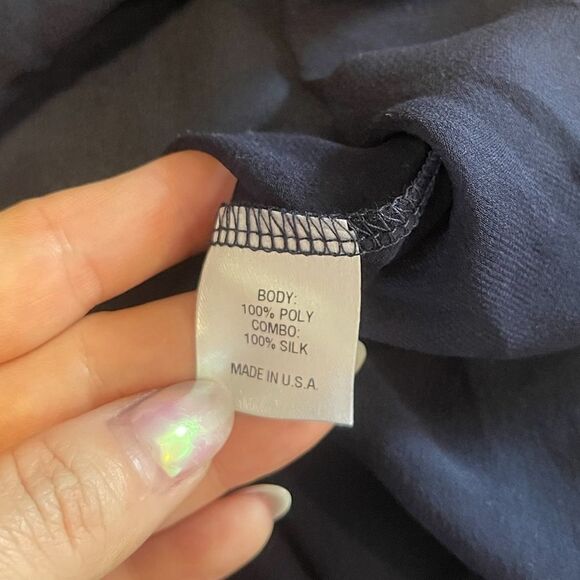 BODY:
100% POLY
COMBO:
100% SILK
MADE IN U.S.A.